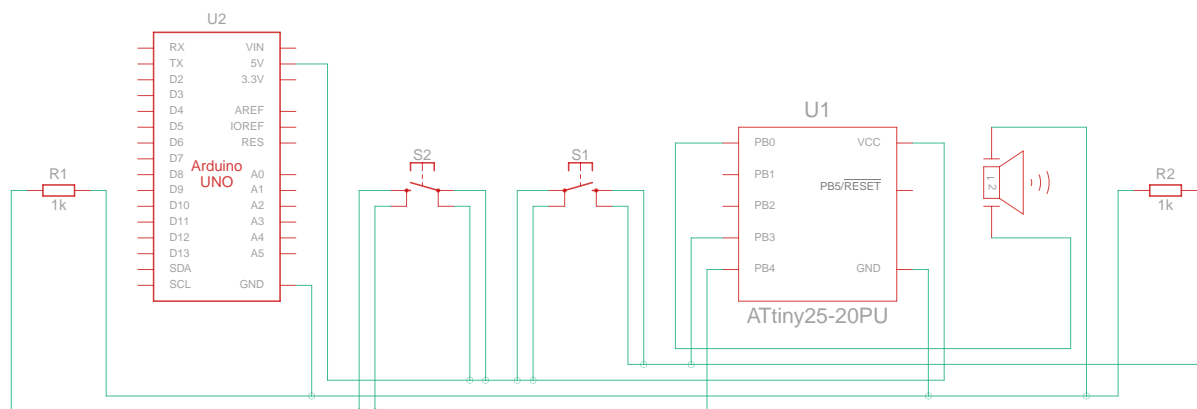 U2
RX
TX
D2
D3
D4
D5
D6
D7
D8
D9
D10
D11
D12
D13
SDA
SCL
VIN
5V
3.3V
AREF
IOREF
RES
A0
A1
A2
A3
A4
A5
GND
Arduino
UNO
R1
1k
S2
S1
U1
PB0
PB1
PB2
PB3
PB4
VCC
PB5/RESET
GND
ATtiny25-20PU
1 2
R2
1k